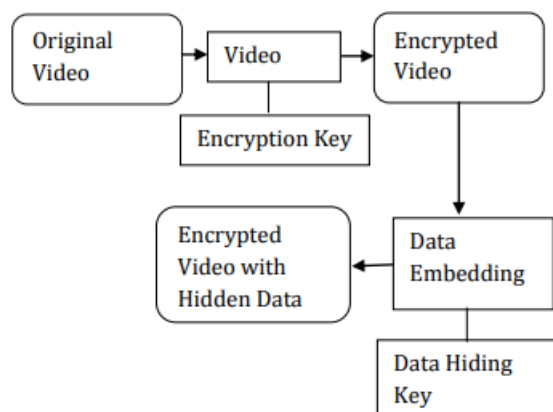 Original
Video
Video
Encrypted
Video
Encryption Key
Encrypted
Video with
Hidden Data
Data
Embedding
Data Hiding
Key